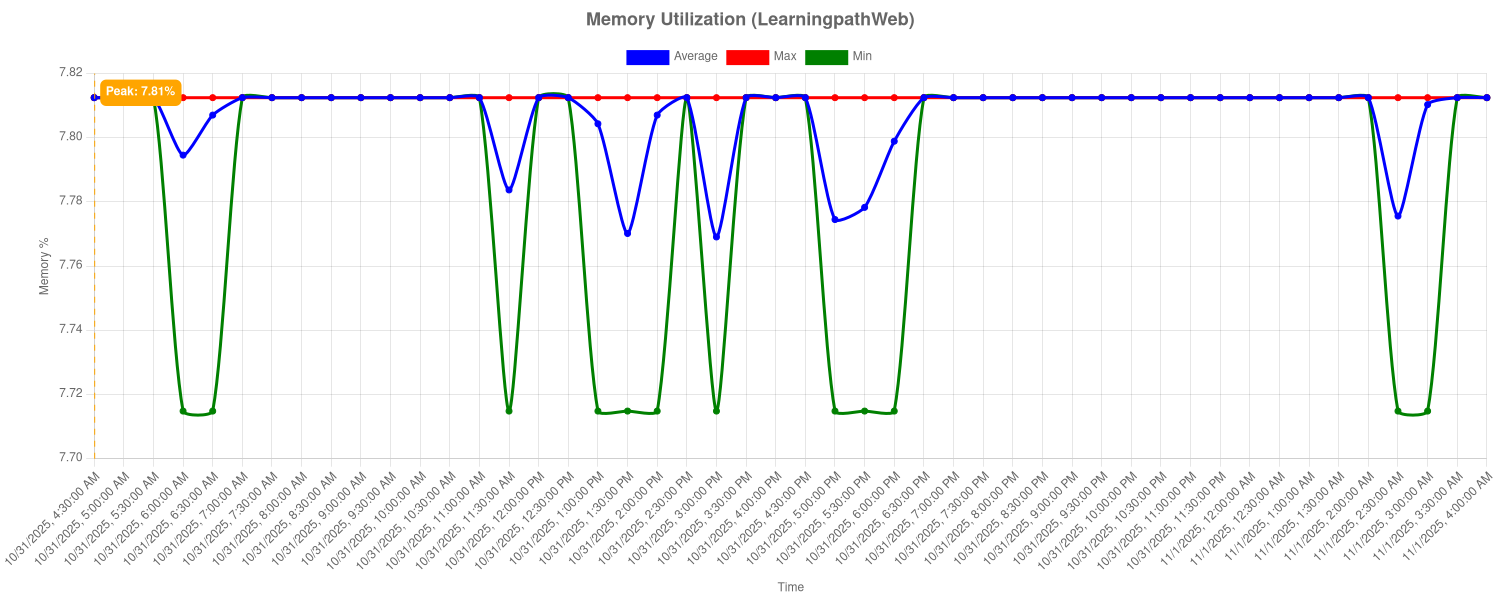 Memory Utilization (LearningpathWeb)
Average
Max
Min
Peak: 7.81%
7.82
7.80
7.78
7.76
7.74
7.72
7.70
Memory %
10/31/2025, 4:30:00 AM
10/31/2025, 5:00:00 AM
10/31/2025, 5:30:00 AM
10/31/2025, 6:00:00 AM
10/31/2025, 6:30:00 AM
10/31/2025, 7:00:00 AM
10/31/2025, 7:30:00 AM
10/31/2025, 8:00:00 AM
10/31/2025, 8:30:00 AM
10/31/2025, 9:00:00 AM
10/31/2025, 9:30:00 AM
10/31/2025, 10:00:00 AM
10/31/2025, 10:30:00 AM
10/31/2025, 11:00:00 AM
10/31/2025, 11:30:00 AM
10/31/2025, 12:00:00 PM
10/31/2025, 12:30:00 PM
10/31/2025, 1:00:00 PM
10/31/2025, 1:30:00 PM
10/31/2025, 2:00:00 PM
10/31/2025, 2:30:00 PM
10/31/2025, 3:00:00 PM
10/31/2025, 3:30:00 PM
10/31/2025, 4:00:00 PM
10/31/2025, 4:30:00 PM
10/31/2025, 5:00:00 PM
10/31/2025, 5:30:00 PM
10/31/2025, 6:00:00 PM
10/31/2025, 6:30:00 PM
10/31/2025, 7:00:00 PM
10/31/2025, 7:30:00 PM
10/31/2025, 8:00:00 PM
10/31/2025, 8:30:00 PM
10/31/2025, 9:00:00 PM
10/31/2025, 9:30:00 PM
10/31/2025, 10:00:00 PM
10/31/2025, 10:30:00 PM
10/31/2025, 11:00:00 PM
10/31/2025, 11:30:00 PM
11/1/2025, 12:00:00 AM
11/1/2025, 12:30:00 AM
11/1/2025, 1:00:00 AM
11/1/2025, 1:30:00 AM
11/1/2025, 2:00:00 AM
11/1/2025, 2:30:00 AM
11/1/2025, 3:00:00 AM
11/1/2025, 3:30:00 AM
11/1/2025, 4:00:00 AM
Time